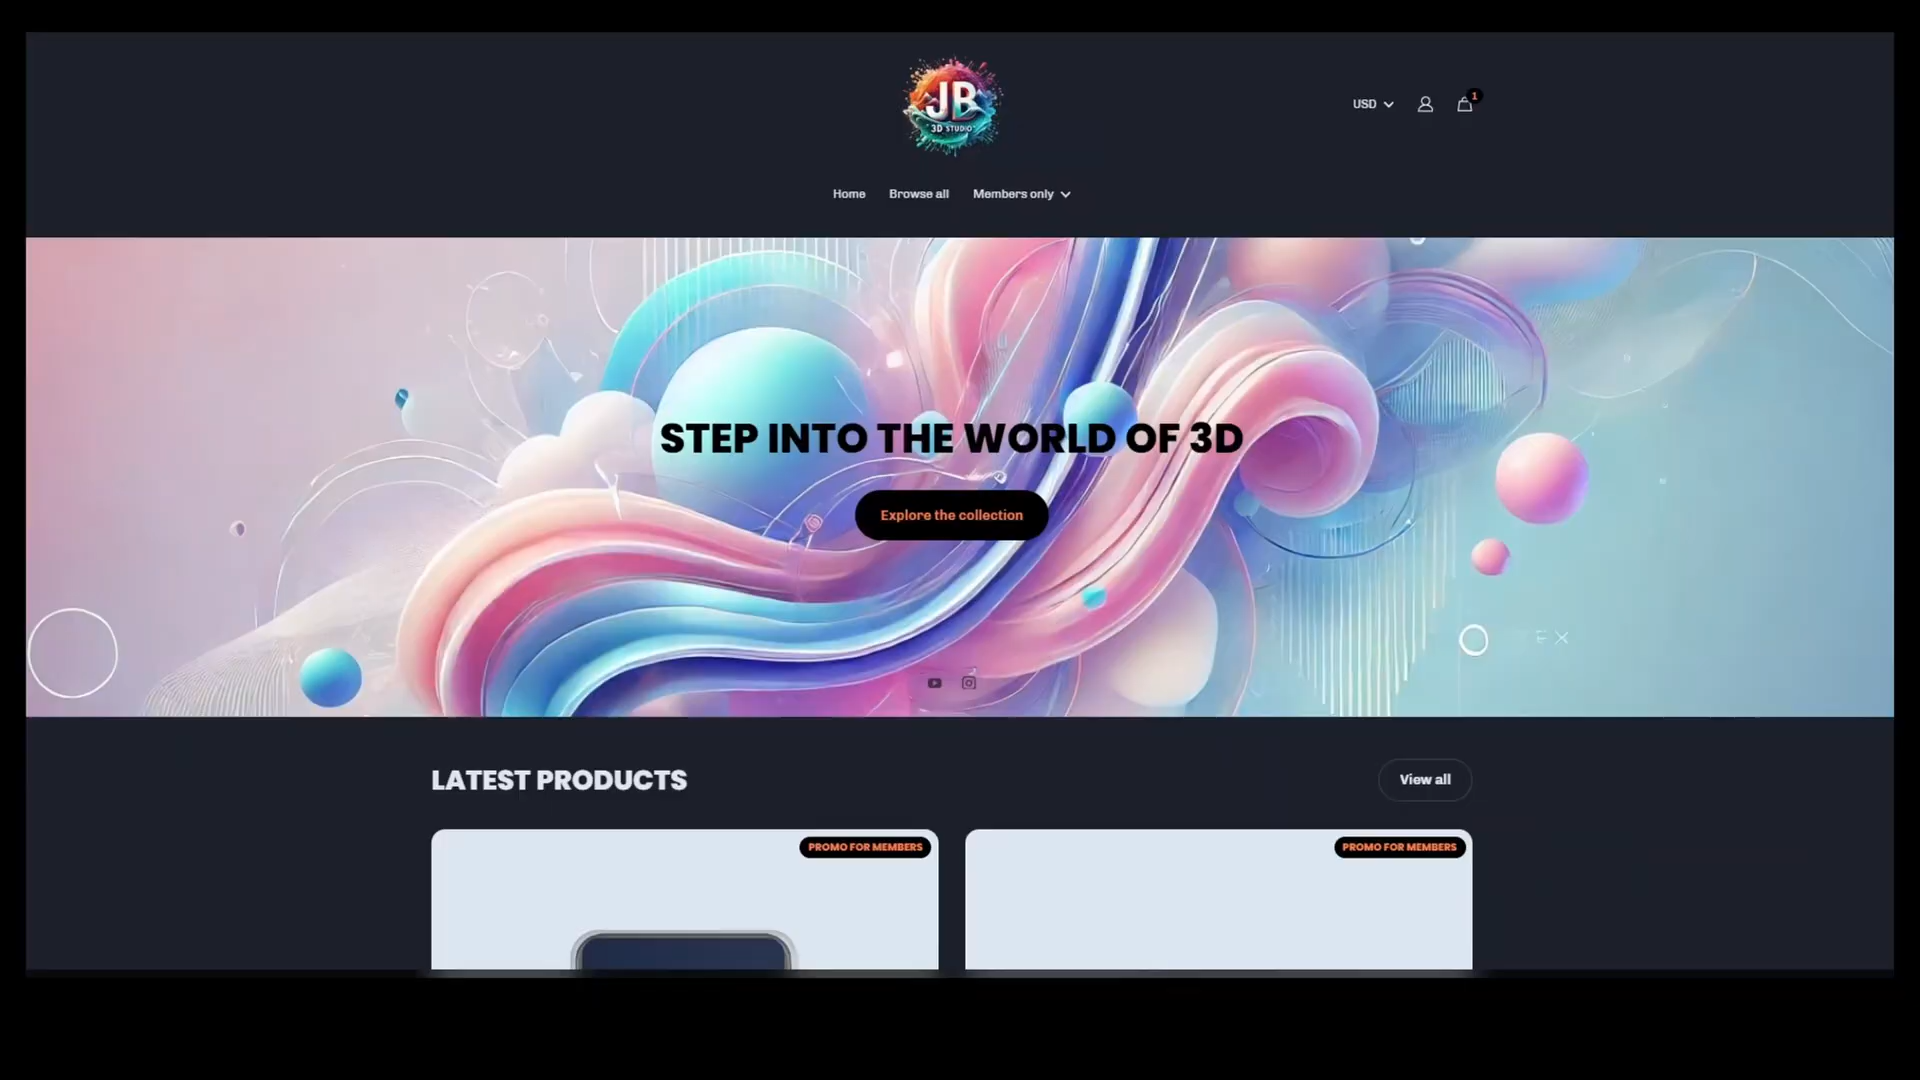 JB
3D STUDIO
USD
1
Home
Browse all
Members only
STEP INTO THE WORLD OF 3D
Explore the collection
LATEST PRODUCTS
View all
PROMO FOR MEMBERS
PROMO FOR MEMBERS